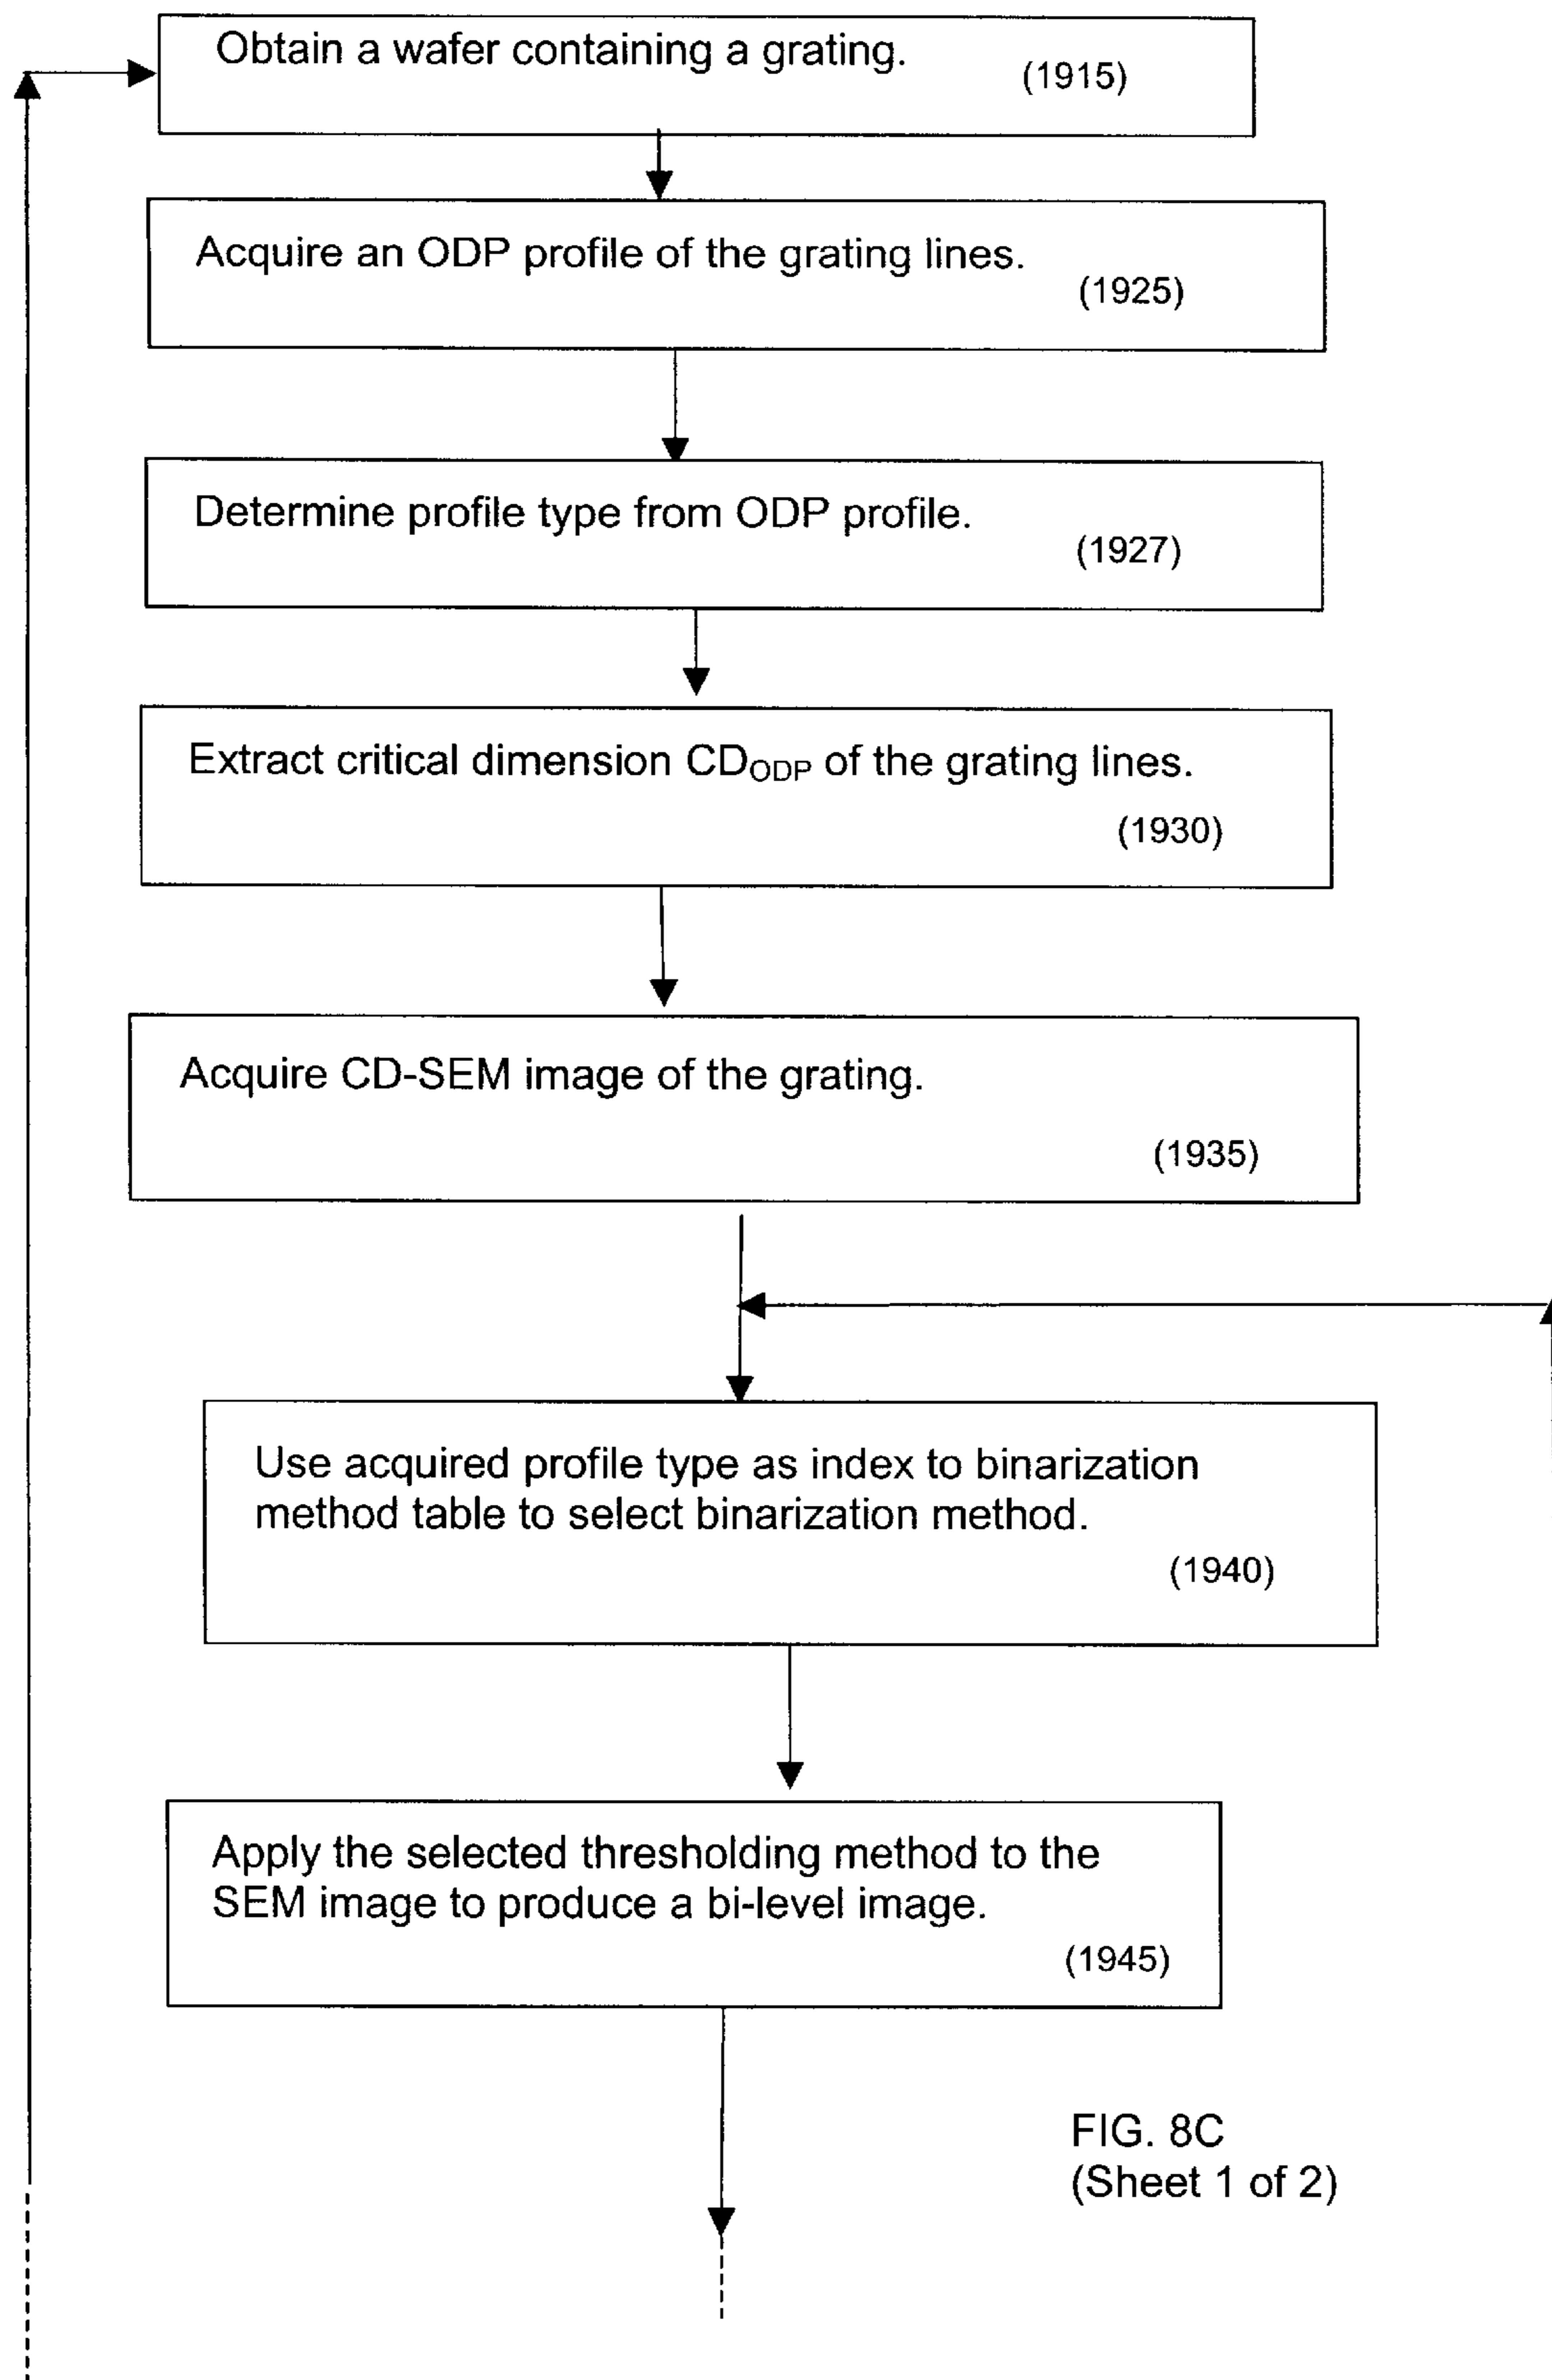 Obtain a wafer containing a grating.
(1915)
Acquire an ODP profile of the grating lines.
(1925)
Determine profile type from ODP profile.
(1927)
Extract critical dimension CD_ODP of the grating lines.
(1930)
Acquire CD-SEM image of the grating.
(1935)
Use acquired profile type as index to binarization
method table to select binarization method.
(1940)
Apply the selected thresholding method to the
SEM image to produce a bi-level image.
(1945)
FIG. 8C
(Sheet 1 of 2)